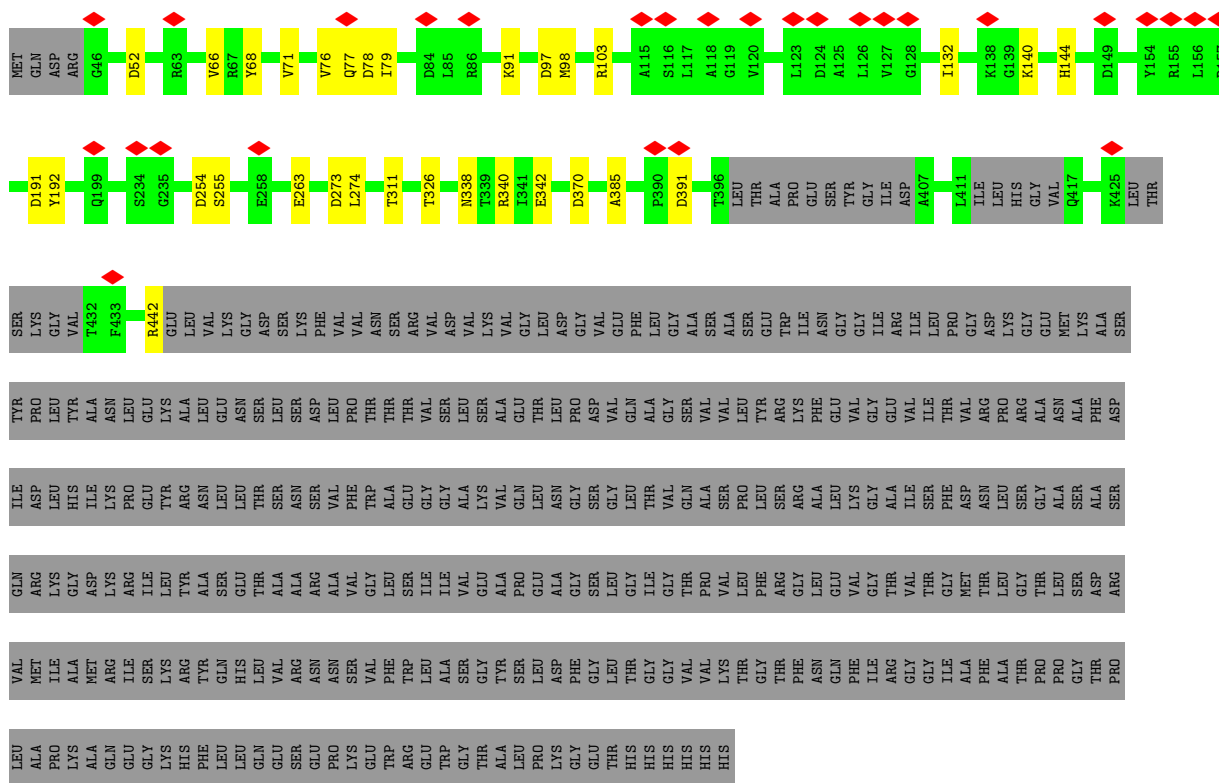 MET GLN ASP ARG G46 D52 R63 V66 R67 Y68 V71 V76 Q77 D78 I79 D84 L85 R86 K91 D97 M98 R103 A115 S116 L117 A118 G119 V120 L123 D124 A125 L126 V127 G128 I132 K138 G139 K140 H144 D149 Y154 R155 L156
D191 Y192 Q199 S234 G235 D254 S255 E258 E263 D273 L274 T311 T326 N338 T339 R340 I341 E342 D370 A385 P390 D391 T396 LEU THR ALA PRO GLU SER TYR GLY ILE ASP A407 L411 ILE LEU HIS GLY VAL Q417 K425 LEU THR
SER LYS GLY VAL T432 F433 R442 GLU LEU VAL LYS GLY ASP SER LYS PHE VAL VAL ASN SER ARG VAL ASP VAL LYS VAL GLY LEU ASP GLY VAL GLU PHE LEU GLY ALA SER ALA SER GLU TRP ILE ASN GLU GLY ILE ARG ILE LEU PRO GLY ASP LYS GLY GLU MET LYS ALA SER
TYR PRO LEU TYR ALA ASN LEU GLU LYS ALA LEU GLU ASN SER LEU SER ASP LEU PRO THR THR THR VAL SER LEU SER ALA GLU THR LEU PRO ASP VAL GLN ALA GLY SER VAL VAL LEU TYR ARG LYS PHE GLU VAL GLY GLU VAL ILE THR VAL ARG PRO ARG ALA ASN ALA PHE ASP
ILE ASP LEU HIS ILE LYS PRO GLU TYR ARG ASN LEU LEU THR SER ASN SER VAL PHE TRP ALA GLU GLY GLY ALA LYS VAL GLN LEU ASN GLY SER GLY LEU THR VAL GLN ALA SER PRO LEU SER ARG ALA LEU LYS GLY ALA ILE SER PHE ASP ASN LEU SER GLY ALA SER ALA SER
GLN ARG LYS GLY ASP LYS ARG ILE LEU TYR ALA SER GLU THR ALA ALA ARG ALA VAL GLY LEU SER ILE ILE VAL GLU ALA PRO GLU ALA GLY SER LEU GLY ILE GLY THR PRO VAL LEU PHE ARG GLY LEU GLU VAL GLY THR VAL THR GLY MET THR LEU GLY THR LEU SER ASP ARG
VAL MET ILE ALA MET ARG ILE SER LYS ARG TYR GLN HIS LEU VAL ARG ASN ASN SER VAL PHE TRP LEU ALA SER GLY TYR SER LEU ASP PHE GLY LEU THR GLY GLY VAL VAL LYS THR GLY THR PHE ASN GLN PHE ILE ARG GLY GLY ILE ALA PHE ALA THR PRO PRO GLY THR PRO
LEU ALA PRO LYS ALA GLN GLU GLY LYS HIS PHE LEU LEU GLN GLU SER GLU PRO LYS GLU TRP ARG GLU TRP GLY THR ALA LEU PRO LYS GLY GLU THR HIS HIS HIS HIS HIS HIS